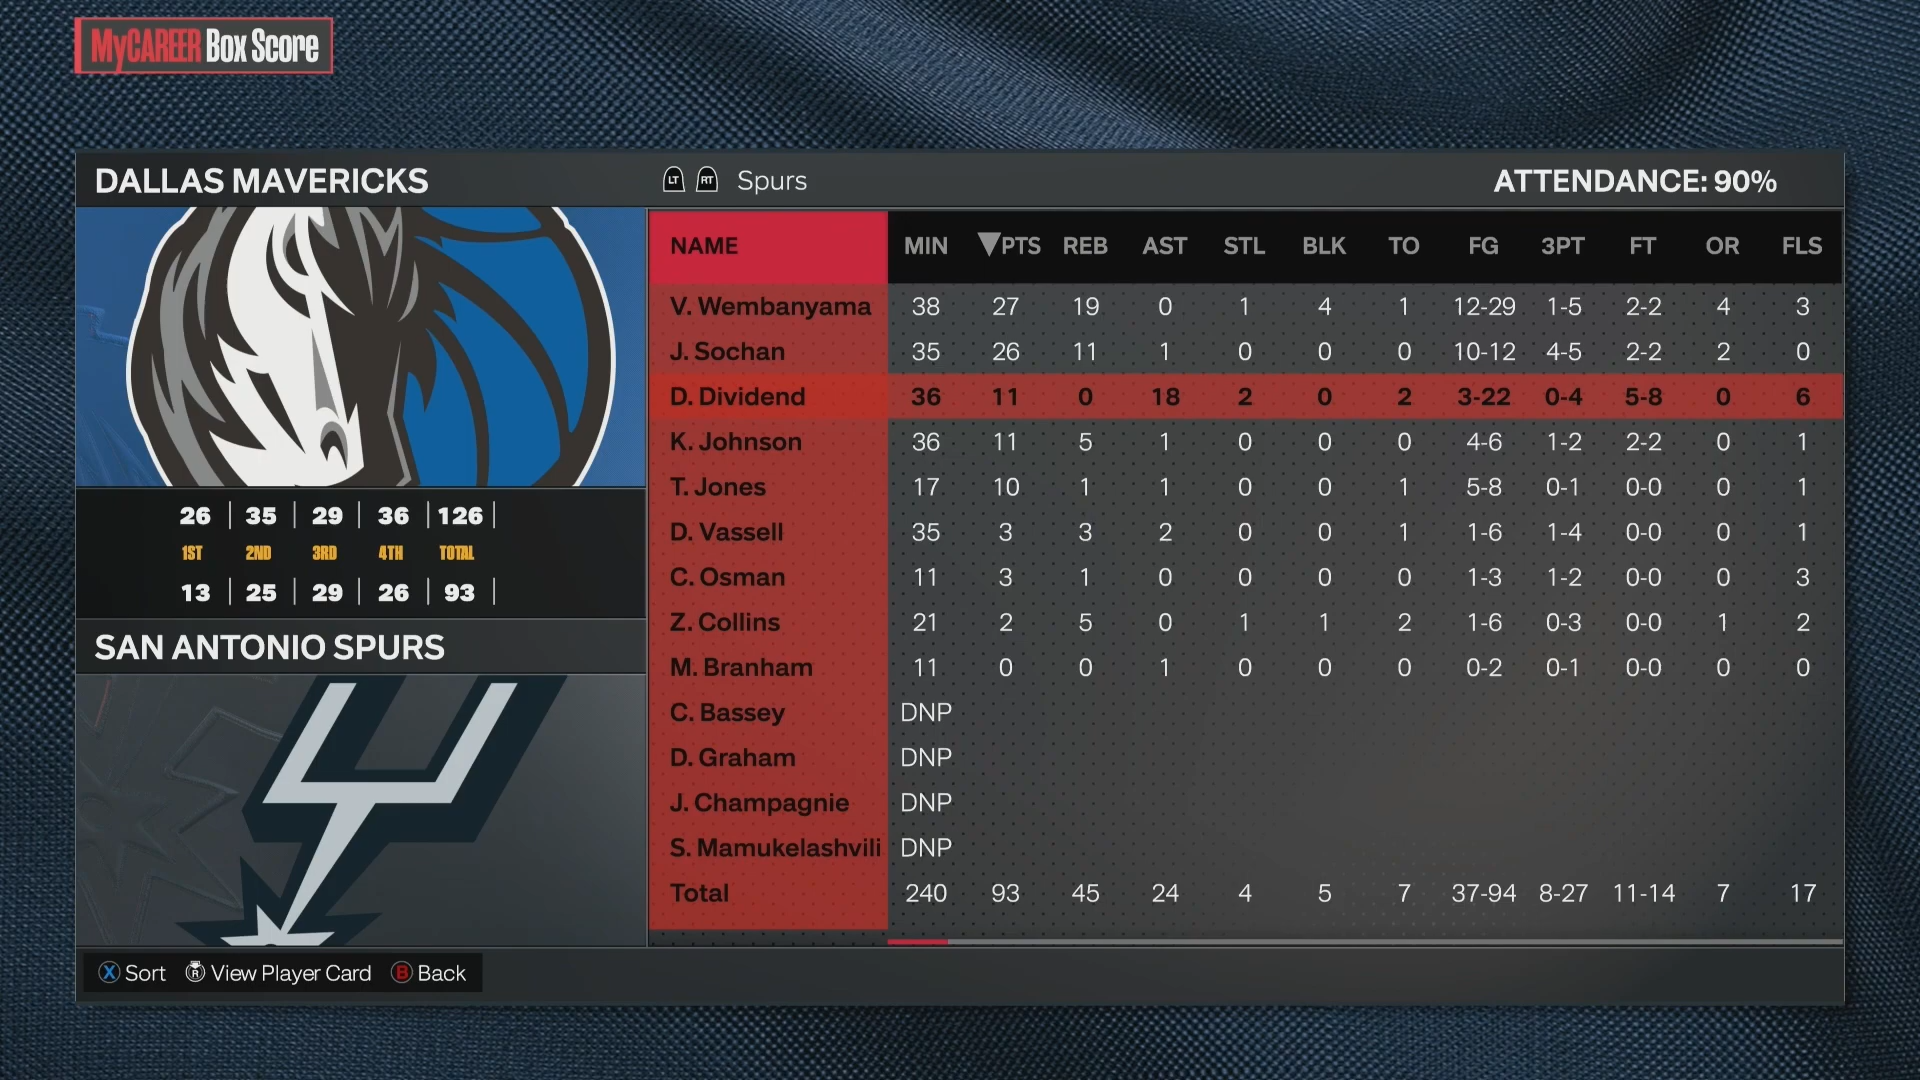 MyCAREER Box Score
DALLAS MAVERICKS
LT RT Spurs
ATTENDANCE: 90%
26 | 35 | 29 | 36 | 126 |
1ST 2ND 3RD 4TH TOTAL
13 | 25 | 29 | 26 | 93 |
SAN ANTONIO SPURS
NAME MIN ▼PTS REB AST STL BLK TO FG 3PT FT OR FLS
V. Wembanyama 38 27 19 0 1 4 1 12-29 1-5 2-2 4 3
J. Sochan 35 26 11 1 0 0 0 10-12 4-5 2-2 2 0
D. Dividend 36 11 0 18 2 0 2 3-22 0-4 5-8 0 6
K. Johnson 36 11 5 1 0 0 0 4-6 1-2 2-2 0 1
T. Jones 17 10 1 1 0 0 1 5-8 0-1 0-0 0 1
D. Vassell 35 3 3 2 0 0 1 1-6 1-4 0-0 0 1
C. Osman 11 3 1 0 0 0 0 1-3 1-2 0-0 0 3
Z. Collins 21 2 5 0 1 1 2 1-6 0-3 0-0 1 2
M. Branham 11 0 0 1 0 0 0 0-2 0-1 0-0 0 0
C. Bassey DNP
D. Graham DNP
J. Champagnie DNP
S. Mamukelashvili DNP
Total 240 93 45 24 4 5 7 37-94 8-27 11-14 7 17
X Sort R View Player Card B Back